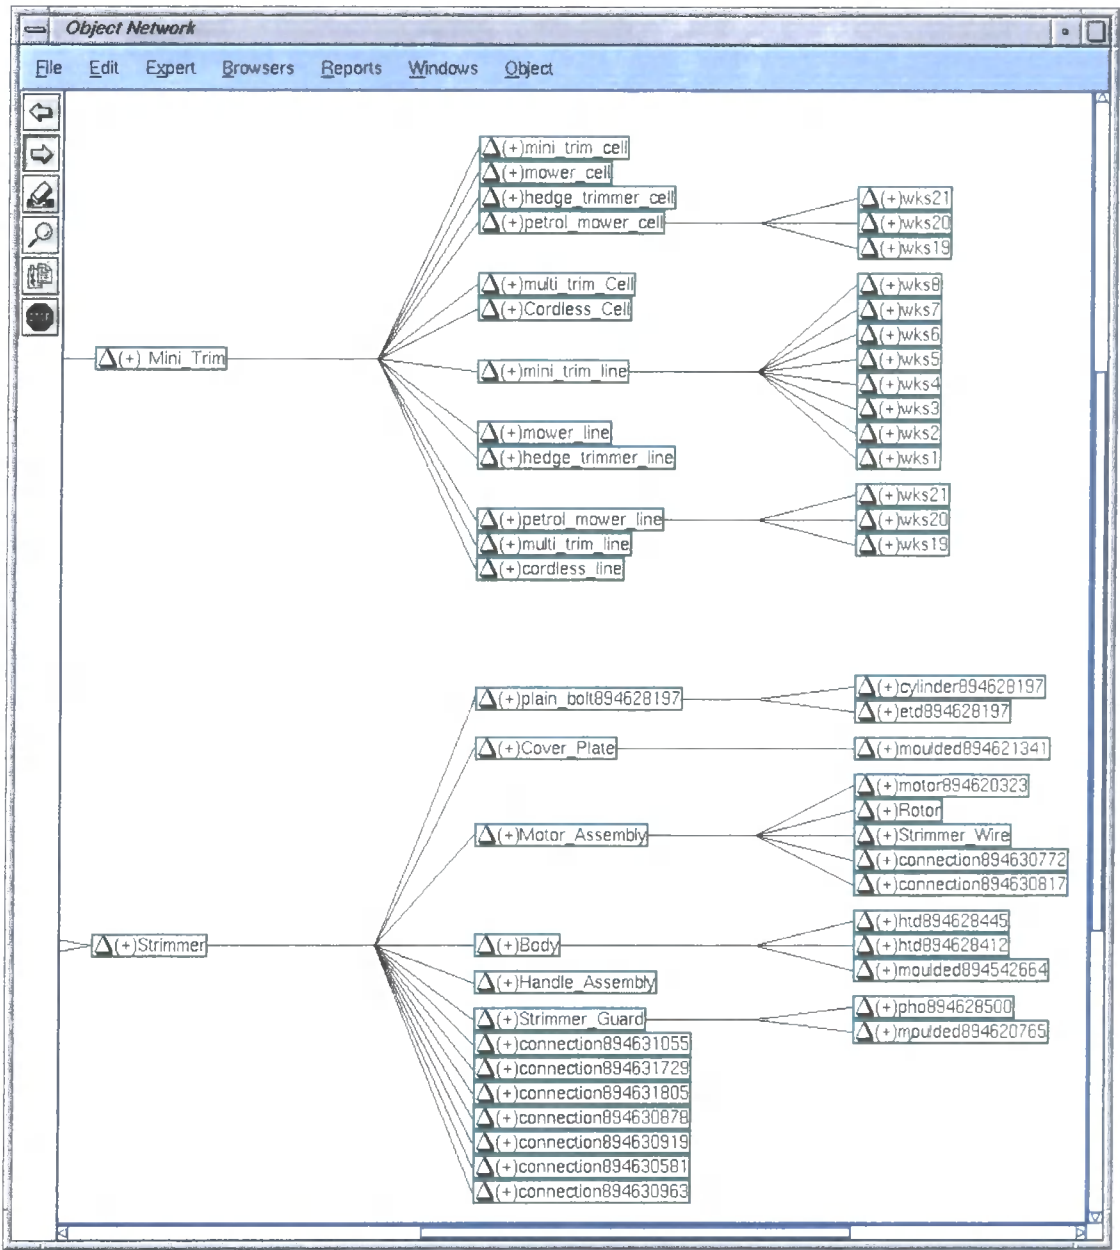 Object Network
File Edit Expert Browsers Reports Windows Object
(+)mini_trim_cell
(+)mower_cell
(+)hedge_trimmer_cell
(+)petrol_mower_cell
(+)wks21
(+)wks20
(+)wks19
(+)multi_trim_Cell
(+)Cordless_Cell
(+) Mini_Trim
(+)mini_trim_line
(+)wks8
(+)wks7
(+)wks6
(+)wks5
(+)wks4
(+)wks3
(+)wks2
(+)wks1
(+)mower_line
(+)hedge_trimmer_line
(+)petrol_mower_line
(+)multi_trim_line
(+)cordless_line
(+)wks21
(+)wks20
(+)wks19
(+)plain_bolt894628197
(+)cylinder894628197
(+)etd894628197
(+)Cover_Plate
(+)moulded894621341
(+)Motor_Assembly
(+)motor894620323
(+)Rotor
(+)Strimmer_Wire
(+)connection894630772
(+)connection894630817
(+)Strimmer
(+)Body
(+)htd894628445
(+)htd894628412
(+)moulded894542664
(+)Handle_Assembly
(+)Strimmer_Guard
(+)pho894628500
(+)moulded894620765
(+)connection894631055
(+)connection894631729
(+)connection894631805
(+)connection894630878
(+)connection894630919
(+)connection894630581
(+)connection894630963